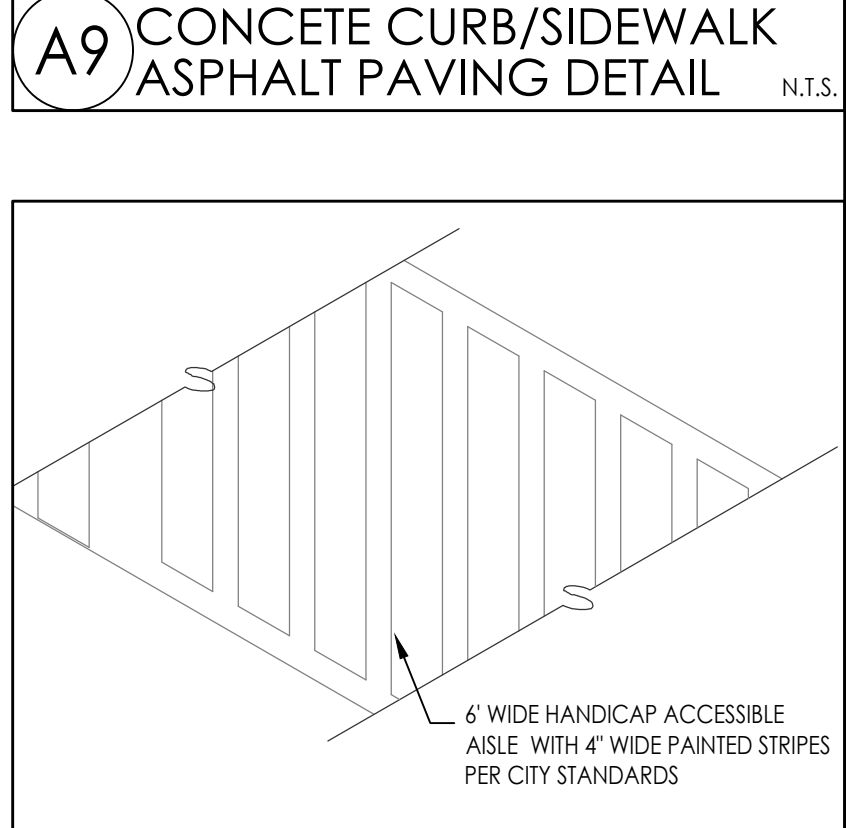 A9
CONCETE CURB/SIDEWALK
ASPHALT PAVING DETAIL N.T.S.
6' WIDE HANDICAP ACCESSIBLE
AISLE WITH 4" WIDE PAINTED STRIPES
PER CITY STANDARDS